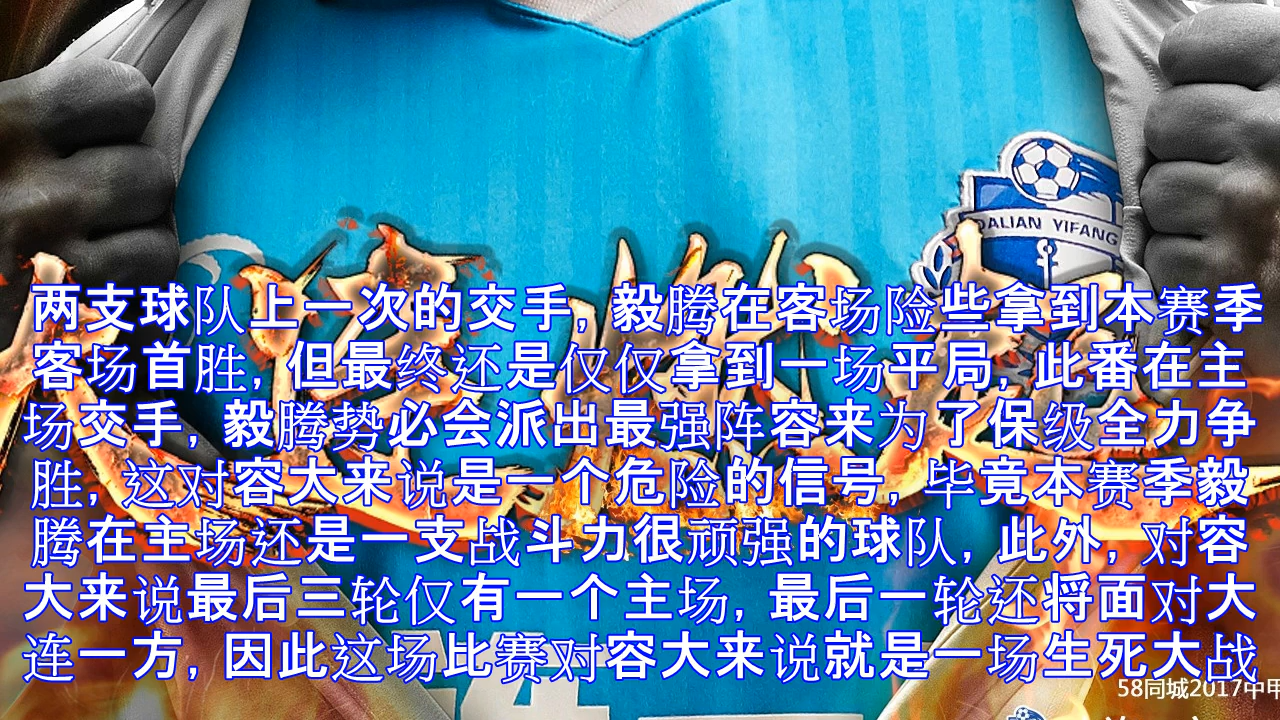 DALIAN YIFANG
两支球队上一次的交手, 毅腾在客场险些拿到本赛季
客场首胜, 但最终还是仅仅拿到一场平局, 此番在主
场交手, 毅腾势必会派出最强阵容来为了保级全力争
胜, 这对容大来说是一个危险的信号, 毕竟本赛季毅
腾在主场还是一支战斗力很顽强的球队, 此外, 对容
大来说最后三轮仅有一个主场, 最后一轮还将面对大
连一方, 因此这场比赛对容大来说就是一场生死大战
58同城2017中甲